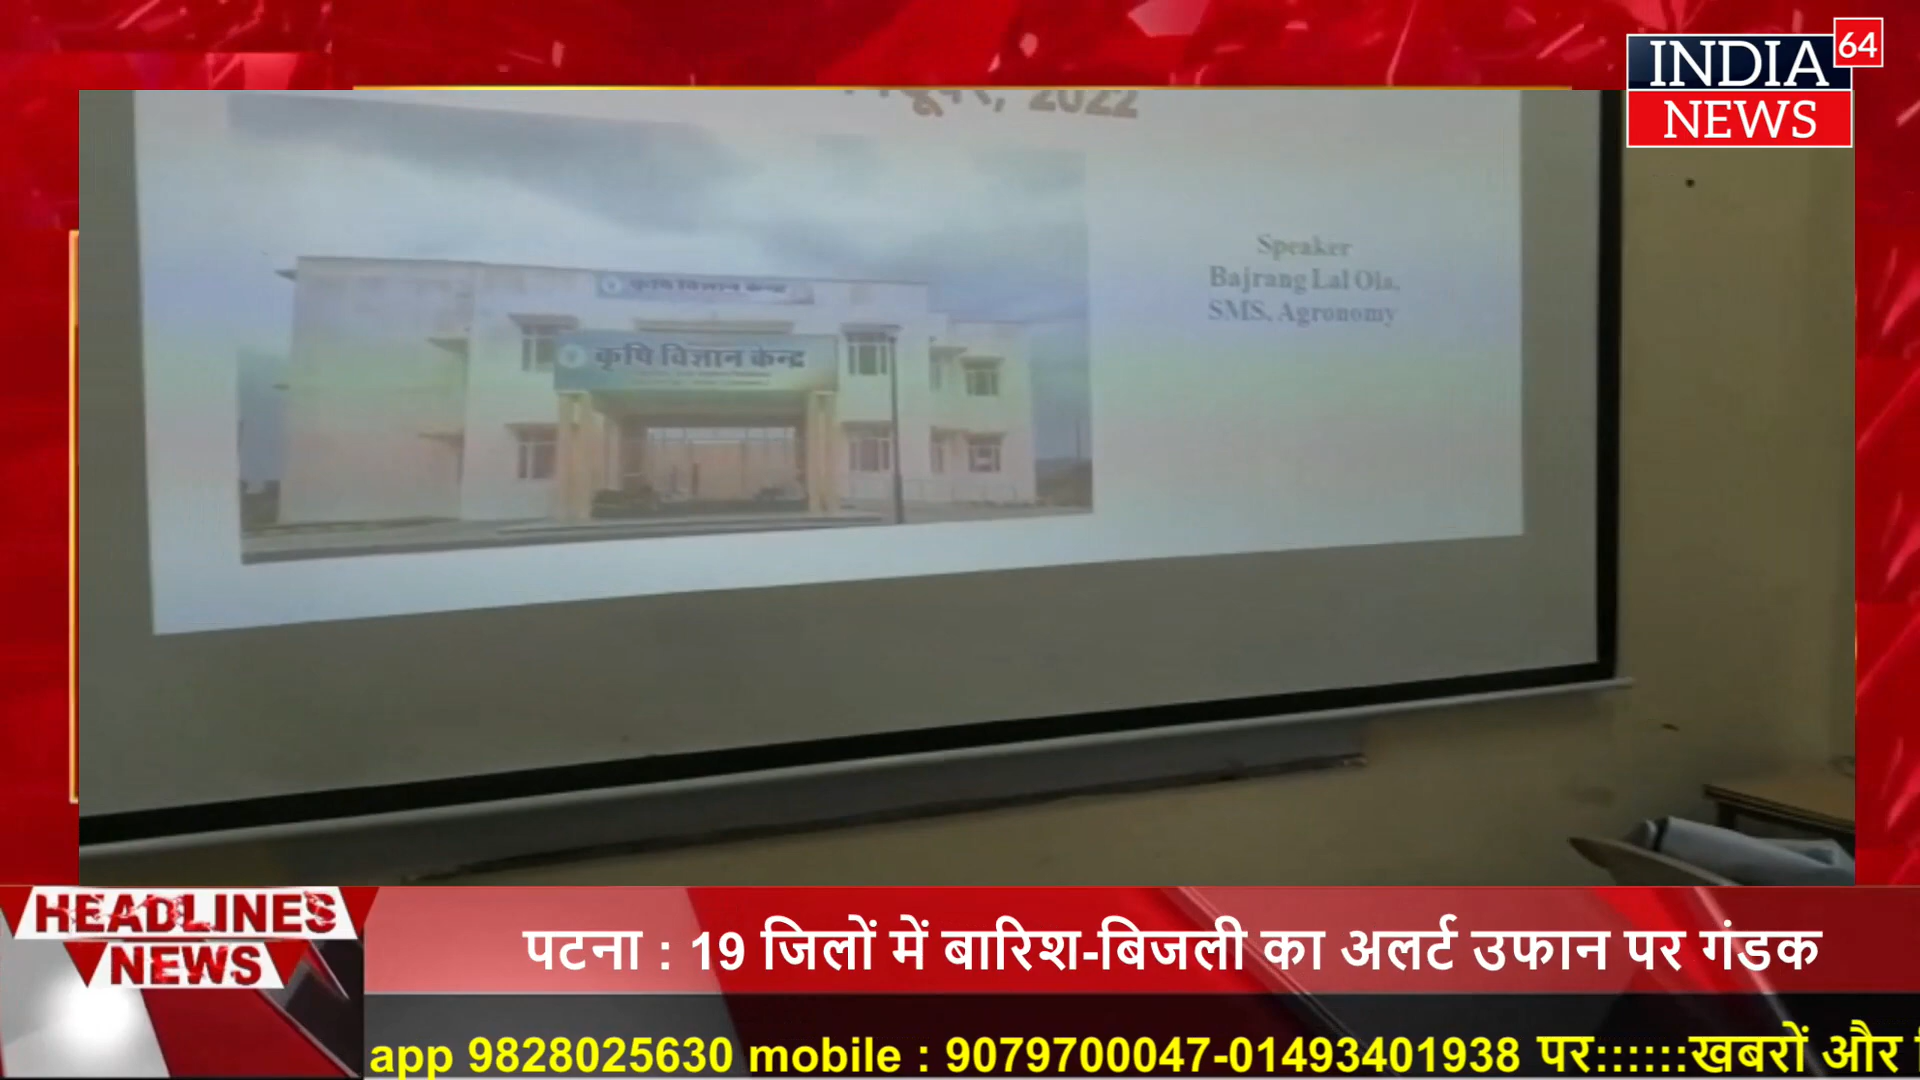 INDIA 64
NEWS
2022
Speaker
Bajrang Lal Ola,
SMS, Agronomy
कृषि विज्ञान केन्द्र
कृषि विज्ञान केन्द्र
HEADLINES
NEWS
पटना : 19 जिलों में बारिश-बिजली का अलर्ट उफान पर गंडक
app 9828025630 mobile : 9079700047-01493401938 पर::::::खबरों और